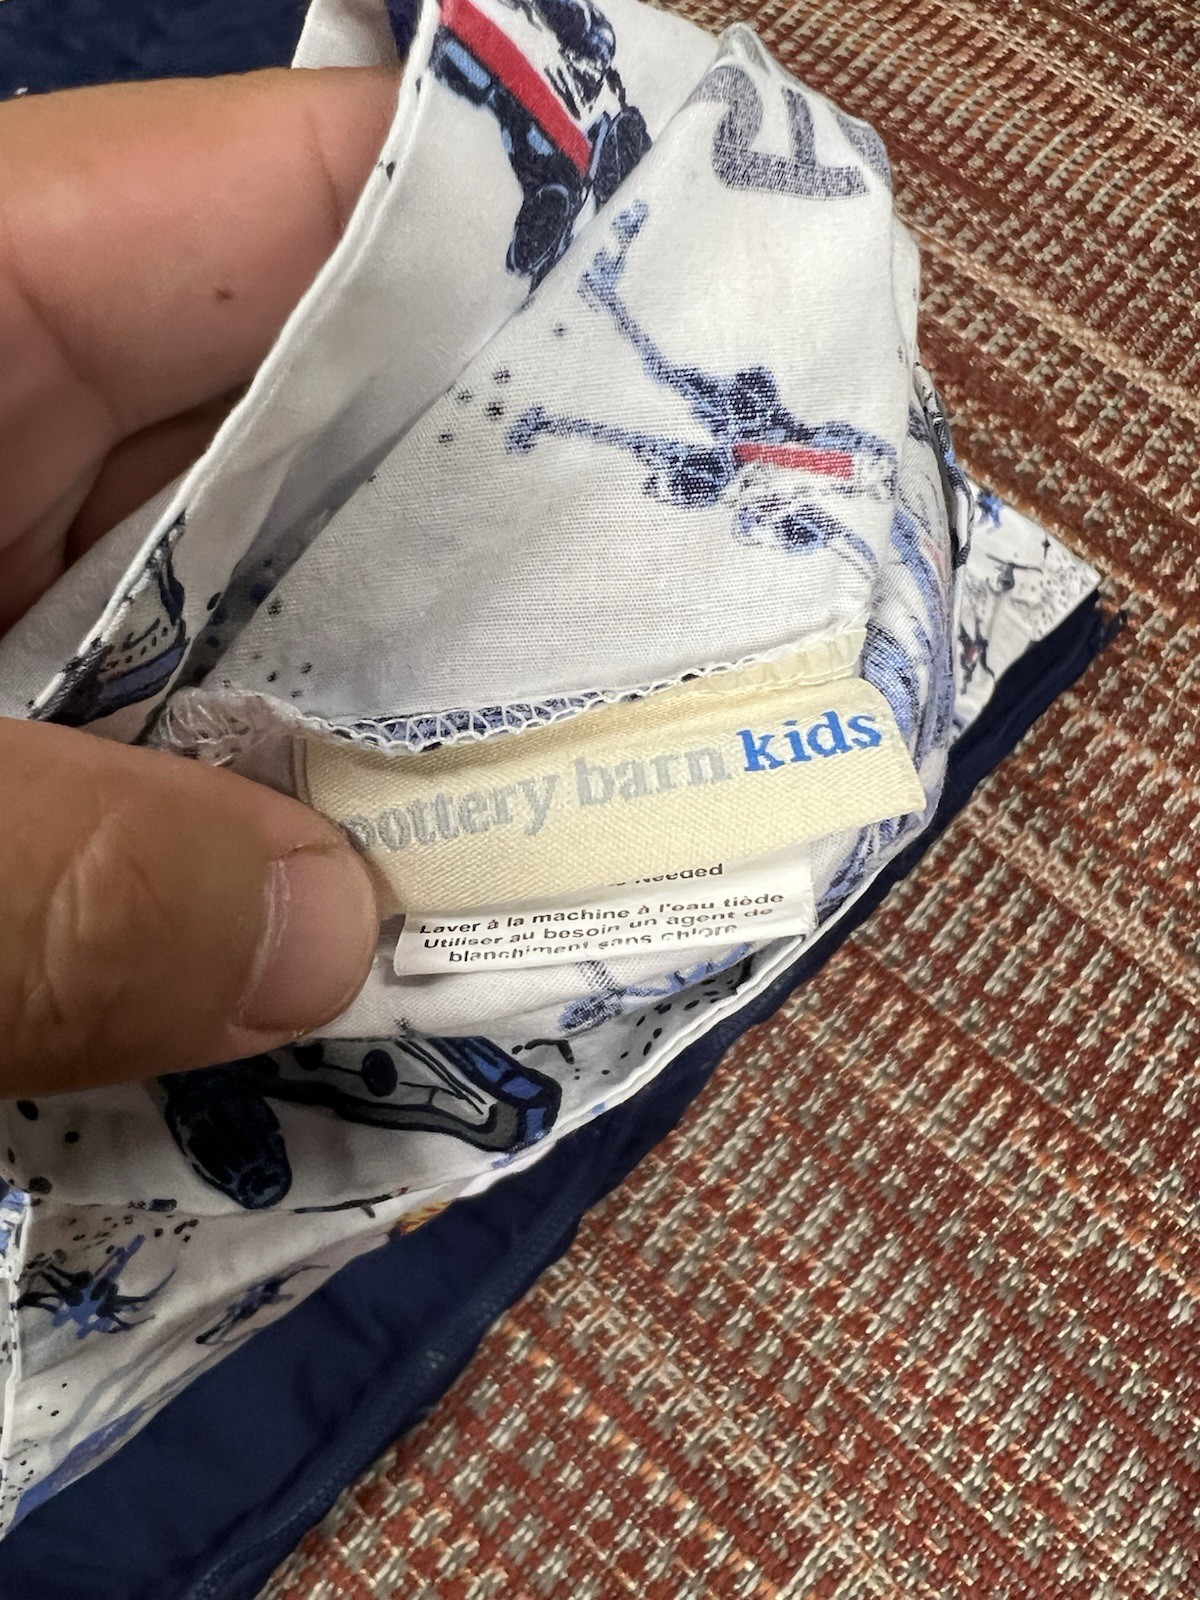 pottery barn kids
Needed
Laver à la machine à l'eau tiède
Utiliser au besoin un agent de
blanchiment sans chlore